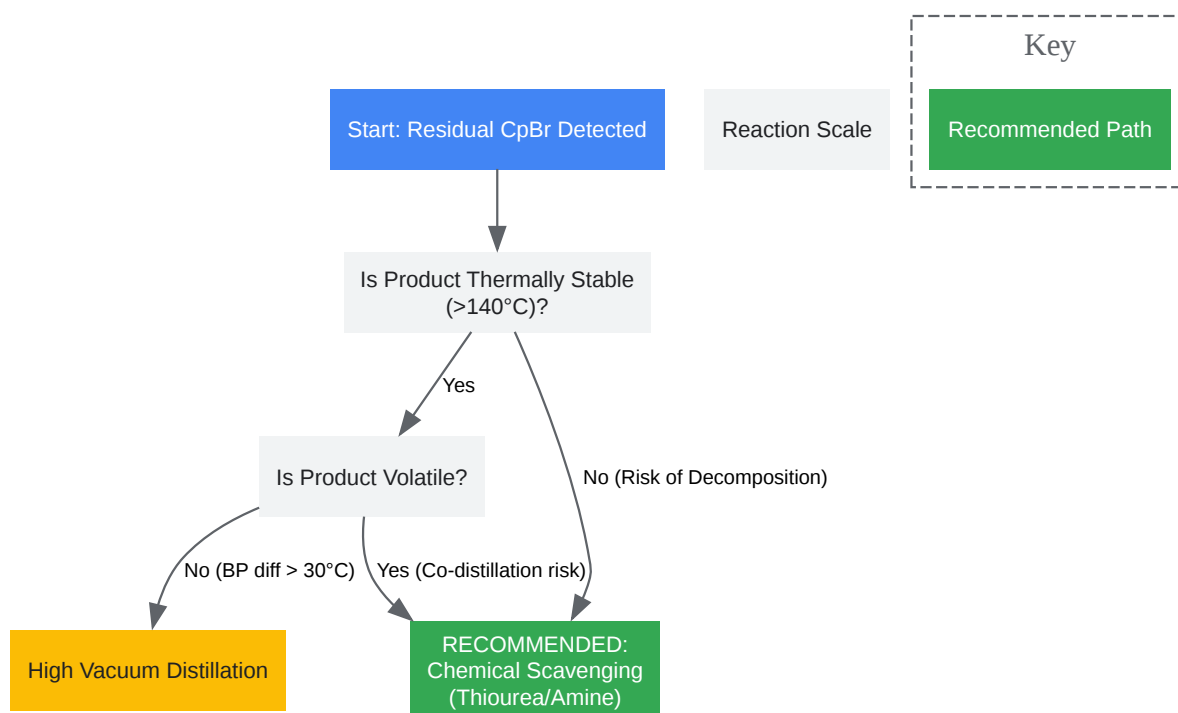 Key
Start: Residual CpBr Detected
Reaction Scale
Recommended Path
Is Product Thermally Stable
(>140°C)?
Yes
Is Product Volatile?
No (Risk of Decomposition)
No (BP diff > 30°C)
Yes (Co-distillation risk)
High Vacuum Distillation
RECOMMENDED:
Chemical Scavenging
(Thiourea/Amine)